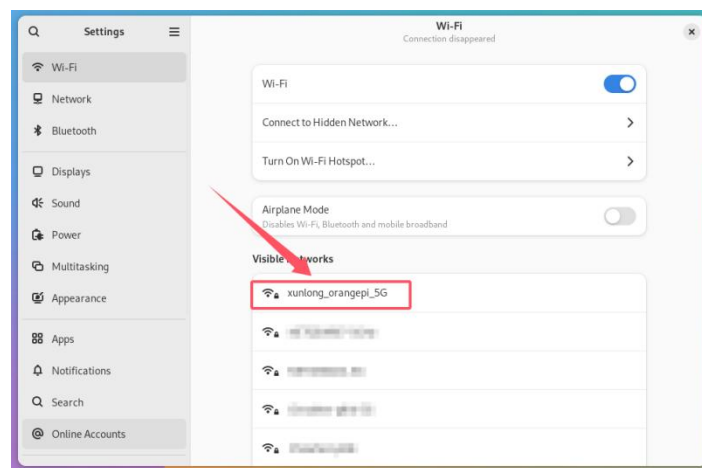 Settings
Wi-Fi
Network
Bluetooth
Displays
Sound
Power
Multitasking
Appearance
Apps
Notifications
Search
Online Accounts
Wi-Fi
Connection disappeared
Wi-Fi
Connect to Hidden Network...
Turn On Wi-Fi Hotspot...
Airplane Mode
Disables Wi-Fi, Bluetooth and mobile broadband
Visible Networks
xunlong_orangepi_5G